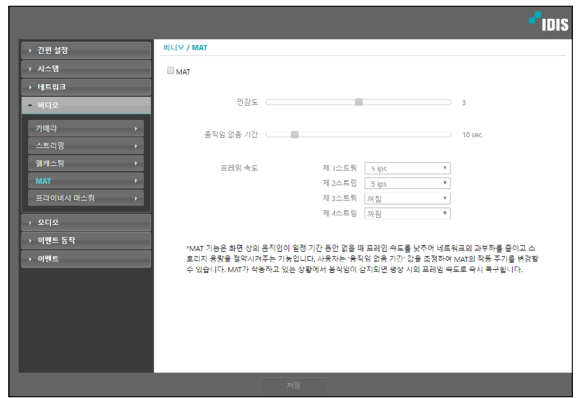 IDIS
간편 설정
시스템
네트워크
비디오
카메라
스트리밍
웹캐스팅
MAT
프라이버시 마스킹
오디오
이벤트 동작
이벤트
비디오 / MAT
MAT
민감도 3
움직임 없음 기간 10 sec.
프레임 속도 제 1스트림 5 ips
제 2스트림 5 ips
제 3스트림 꺼짐
제 4스트림 꺼짐
*MAT 기능은 화면 상의 움직임이 일정 기간 동안 없을 때 프레임 속도를 낮추어 네트워크의 과부하를 줄이고 스
토리지 용량을 절약시켜주는 기능입니다. 사용자는 '움직임 없음 기간' 값을 조정하여 MAT의 작동 주기를 변경할
수 있습니다. MAT가 작동하고 있는 상황에서 움직임이 감지되면 평상 시의 프레임 속도로 즉시 복구됩니다.
저장